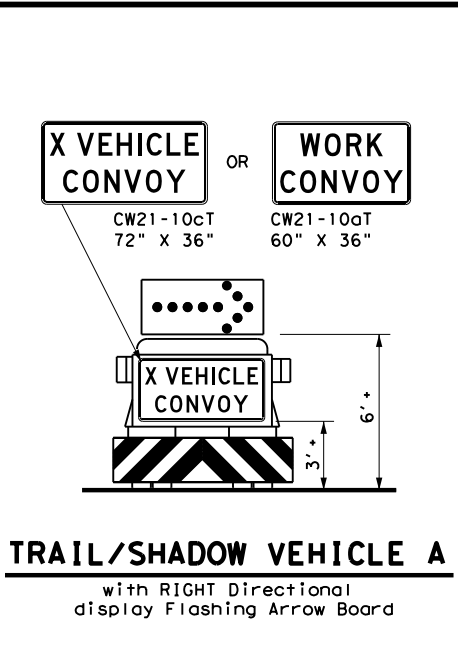 X VEHICLE
CONVOY
OR
WORK
CONVOY
CW21-10cT
72" X 36"
CW21-10aT
60" X 36"
X VEHICLE
CONVOY
6' +
3' +
TRAIL/SHADOW VEHICLE A
with RIGHT Directional
display Flashing Arrow Board